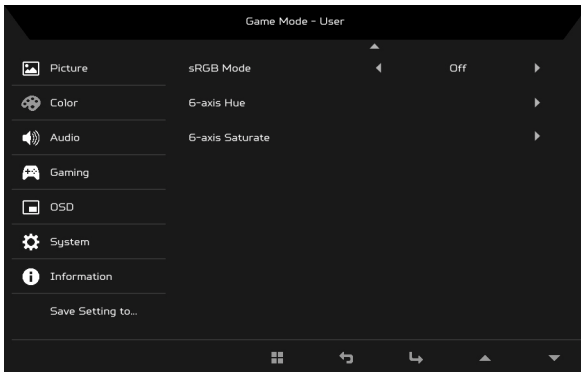 Game Mode - User
Picture
sRGB Mode Off
Color
6-axis Hue
Audio
6-axis Saturate
Gaming
OSD
System
Information
Save Setting to...